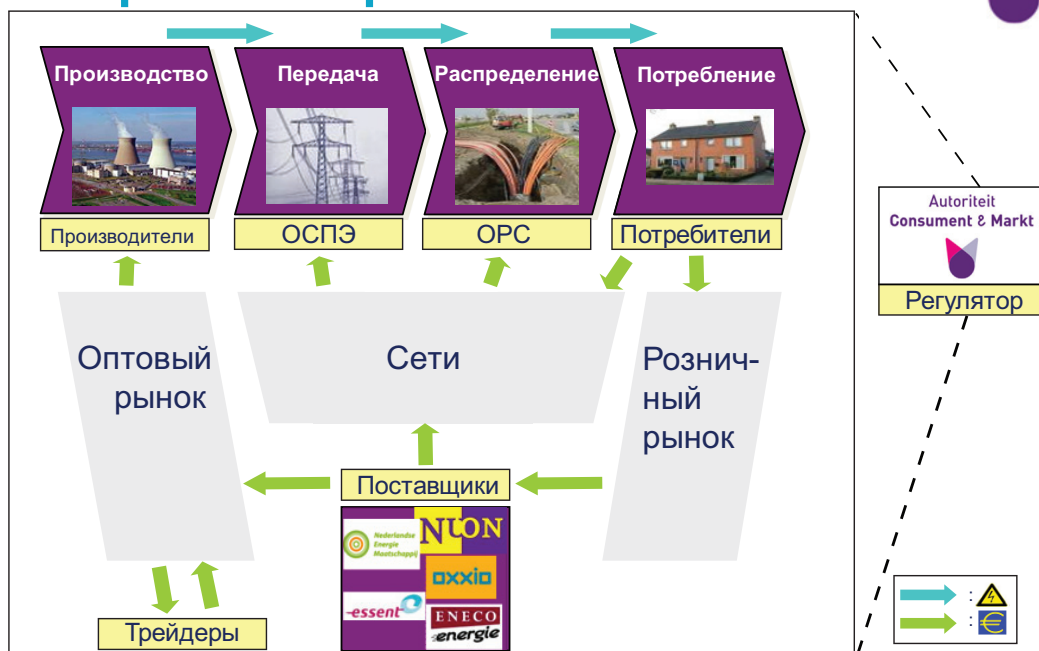 Производство
Передача
Распределение
Потребление
Производители
ОСПЭ
ОРС
Потребители
Autoriteit
Consument & Markt
Регулятор
Оптовый
рынок
Сети
Рознич-
ный
рынок
Поставщики
Nederlandse
Energie
Maatschappij
NUON
oxxio
essent
ENECO
energie
Трейдеры
:
: €